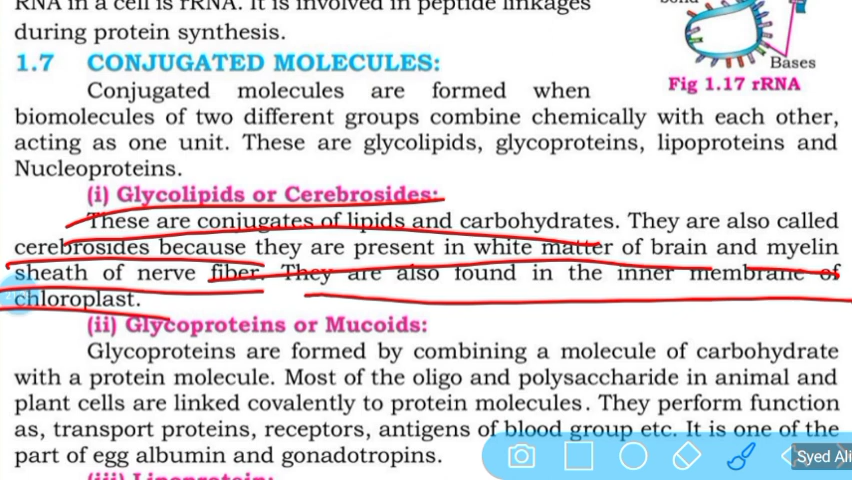 RNA in a cell is rRNA. It is involved in peptide linkages
during protein synthesis.
Bases
Fig 1.17 rRNA
1.7 CONJUGATED MOLECULES:
Conjugated molecules are formed when
biomolecules of two different groups combine chemically with each other,
acting as one unit. These are glycolipids, glycoproteins, lipoproteins and
Nucleoproteins.
(i) Glycolipids or Cerebrosides:
These are conjugates of lipids and carbohydrates. They are also called
cerebrosides because they are present in white matter of brain and myelin
sheath of nerve fiber. They are also found in the inner membrane of
chloroplast.
(ii) Glycoproteins or Mucoids:
Glycoproteins are formed by combining a molecule of carbohydrate
with a protein molecule. Most of the oligo and polysaccharide in animal and
plant cells are linked covalently to protein molecules. They perform function
as, transport proteins, receptors, antigens of blood group etc. It is one of the
part of egg albumin and gonadotropins.
Syed Ali
(iii) Lipoprotein: